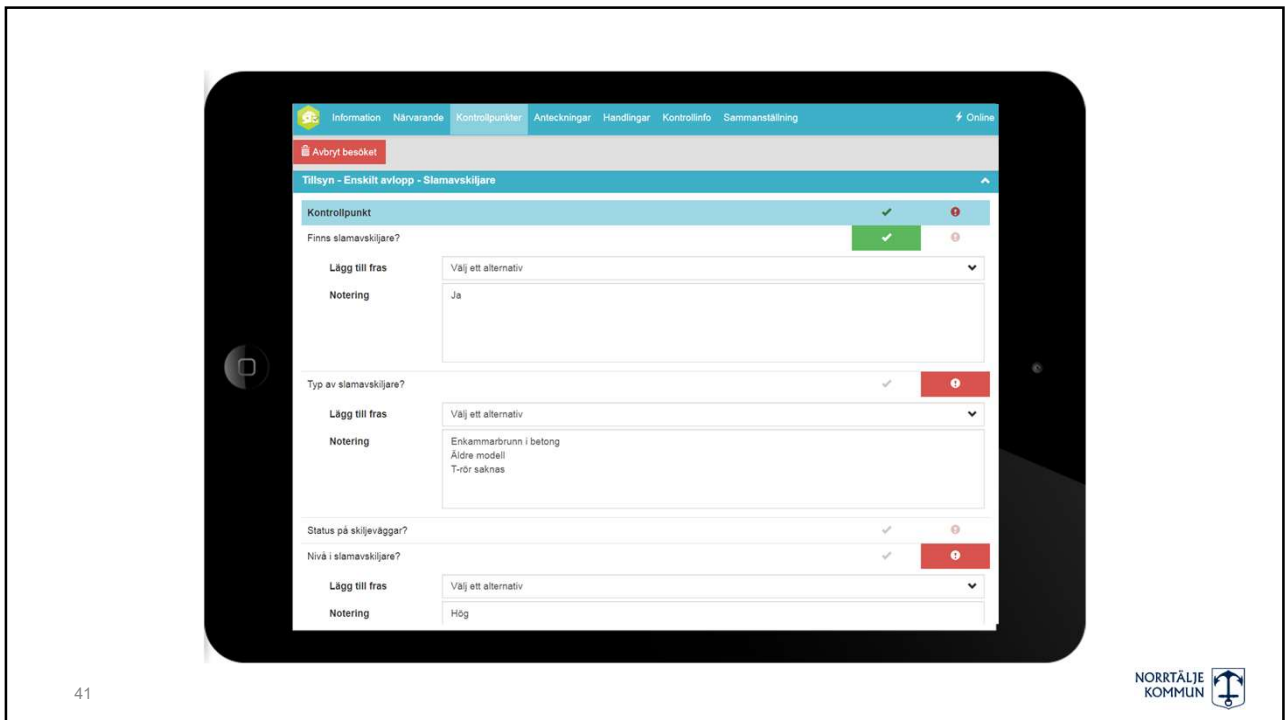 Information Närvarande Kontrollpunkter Anteckningar Handlingar Kontrollinfo Sammanställning Online
Avbryt besöket
Tillsyn - Enskilt avlopp - Slamavskiljare
Kontrollpunkt
Finns slamavskiljare?
Lägg till fras Välj ett alternativ
Notering Ja
Typ av slamavskiljare?
Lägg till fras Välj ett alternativ
Notering Enkammarbrunn i betong
Äldre modell
T-rör saknas
Status på skiljeväggar?
Nivå i slamavskiljare?
Lägg till fras Välj ett alternativ
Notering Hög
41
NORRTÄLJE
KOMMUN